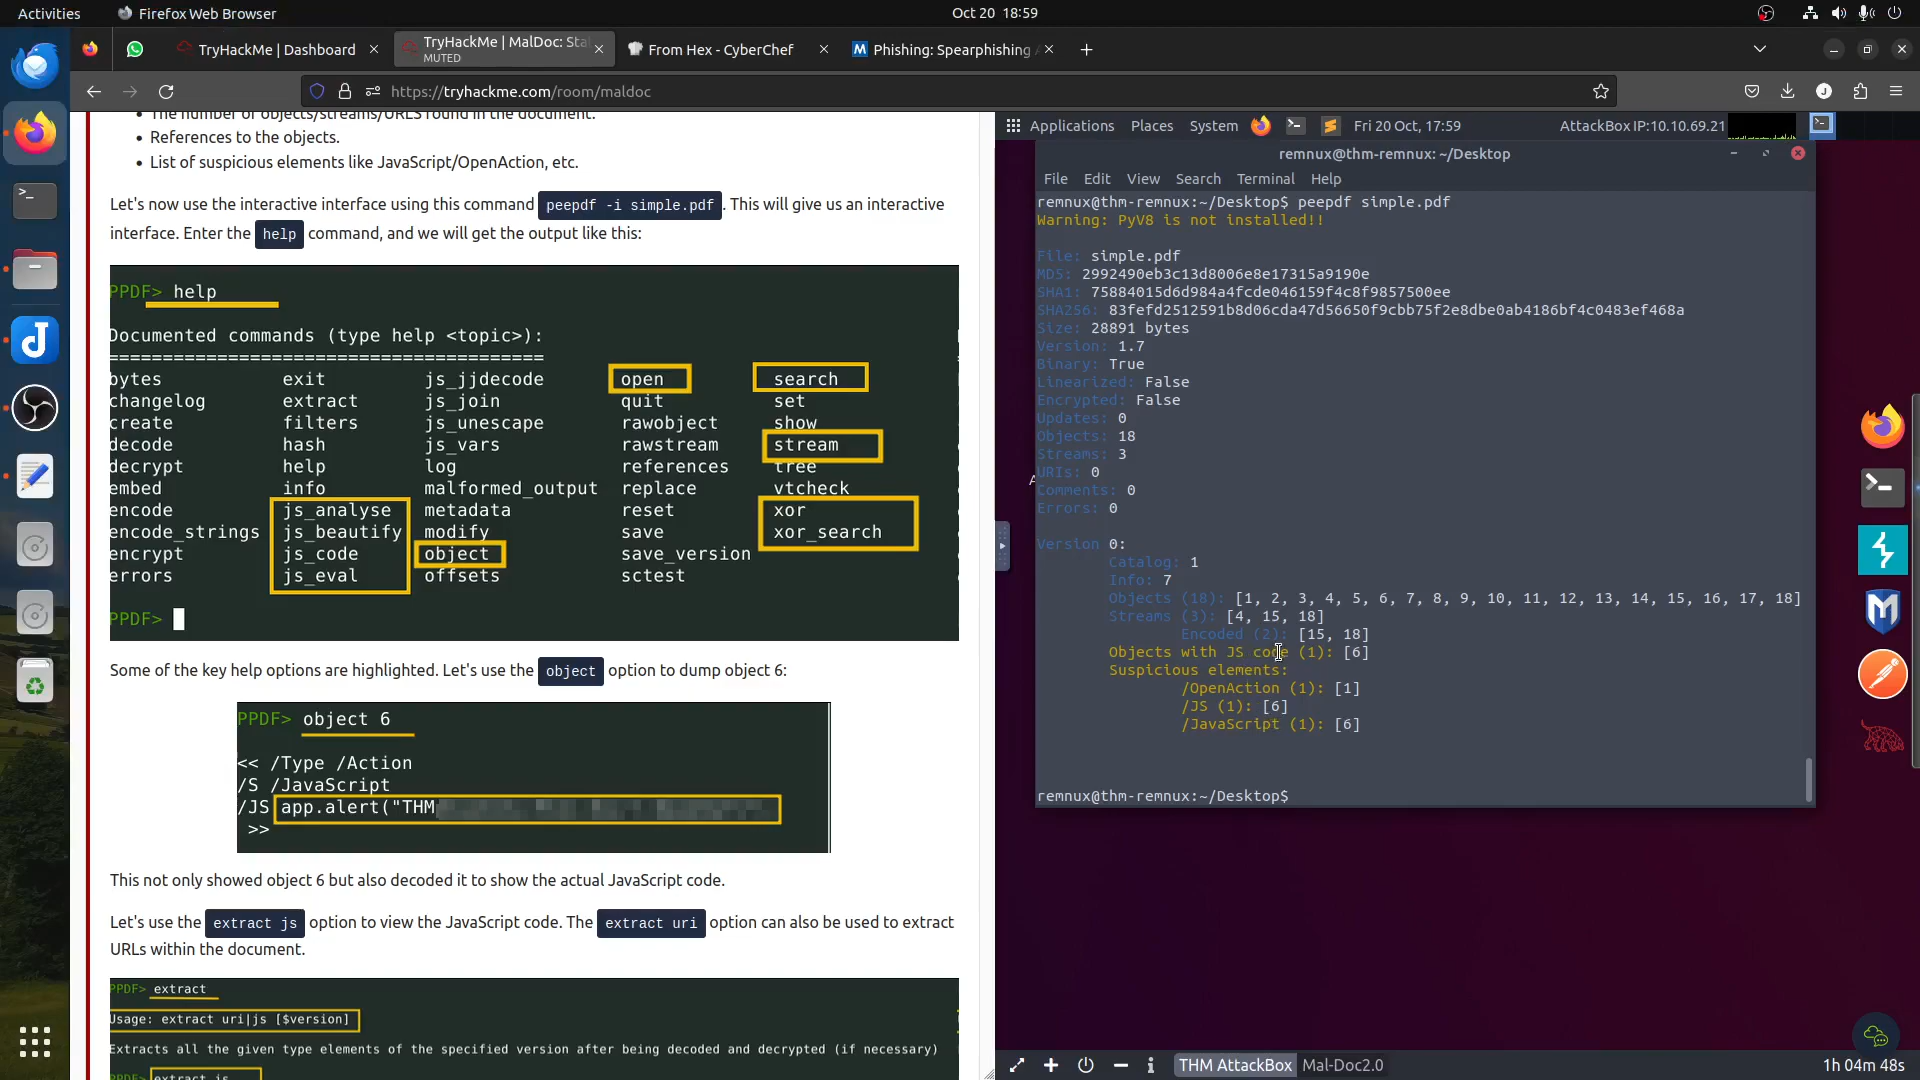 Activities
Firefox Web Browser
Oct 20 18:59
TryHackMe | Dashboard
TryHackMe | MalDoc: Sta
MUTED
From Hex - CyberChef
Phishing: Spearphishing
https://tryhackme.com/room/maldoc
The number of objects/streams/URLS found in the document.
References to the objects.
List of suspicious elements like JavaScript/OpenAction, etc.
Let's now use the interactive interface using this command peepdf -i simple.pdf . This will give us an interactive
interface. Enter the help command, and we will get the output like this:
PPDF> help
Documented commands (type help <topic>):
========================================
bytes exit js_jjdecode open search
changelog extract js_join quit set
create filters js_unescape rawobject show
decode hash js_vars rawstream stream
decrypt help log references tree
embed info malformed_output replace vtcheck
encode js_analyse metadata reset xor
encode_strings js_beautify modify save xor_search
encrypt js_code object save_version
errors js_eval offsets sctest
PPDF>
Some of the key help options are highlighted. Let's use the object option to dump object 6:
PPDF> object 6
<< /Type /Action
/S /JavaScript
/JS app.alert("THM
>>
This not only showed object 6 but also decoded it to show the actual JavaScript code.
Let's use the extract js option to view the JavaScript code. The extract uri option can also be used to extract
URLs within the document.
PPDF> extract
Usage: extract uri|js [$version]
Extracts all the given type elements of the specified version after being decoded and decrypted (if necessary)
PPDF> extract js
Applications Places System
Fri 20 Oct, 17:59
AttackBox IP:10.10.69.21
remnux@thm-remnux: ~/Desktop
File Edit View Search Terminal Help
remnux@thm-remnux:~/Desktop$ peepdf simple.pdf
Warning: PyV8 is not installed!!
File: simple.pdf
MD5: 2992490eb3c13d8006e8e17315a9190e
SHA1: 75884015d6d984a4fcde046159f4c8f9857500ee
SHA256: 83fefd2512591b8d06cda47d56650f9cbb75f2e8dbe0ab4186bf4c0483ef468a
Size: 28891 bytes
Version: 1.7
Binary: True
Linearized: False
Encrypted: False
Updates: 0
Objects: 18
Streams: 3
URIs: 0
Comments: 0
Errors: 0
Version 0:
Catalog: 1
Info: 7
Objects (18): [1, 2, 3, 4, 5, 6, 7, 8, 9, 10, 11, 12, 13, 14, 15, 16, 17, 18]
Streams (3): [4, 15, 18]
Encoded (2): [15, 18]
Objects with JS code (1): [6]
Suspicious elements:
/OpenAction (1): [1]
/JS (1): [6]
/JavaScript (1): [6]
remnux@thm-remnux:~/Desktop$
THM AttackBox
Mal-Doc2.0
1h 04m 48s